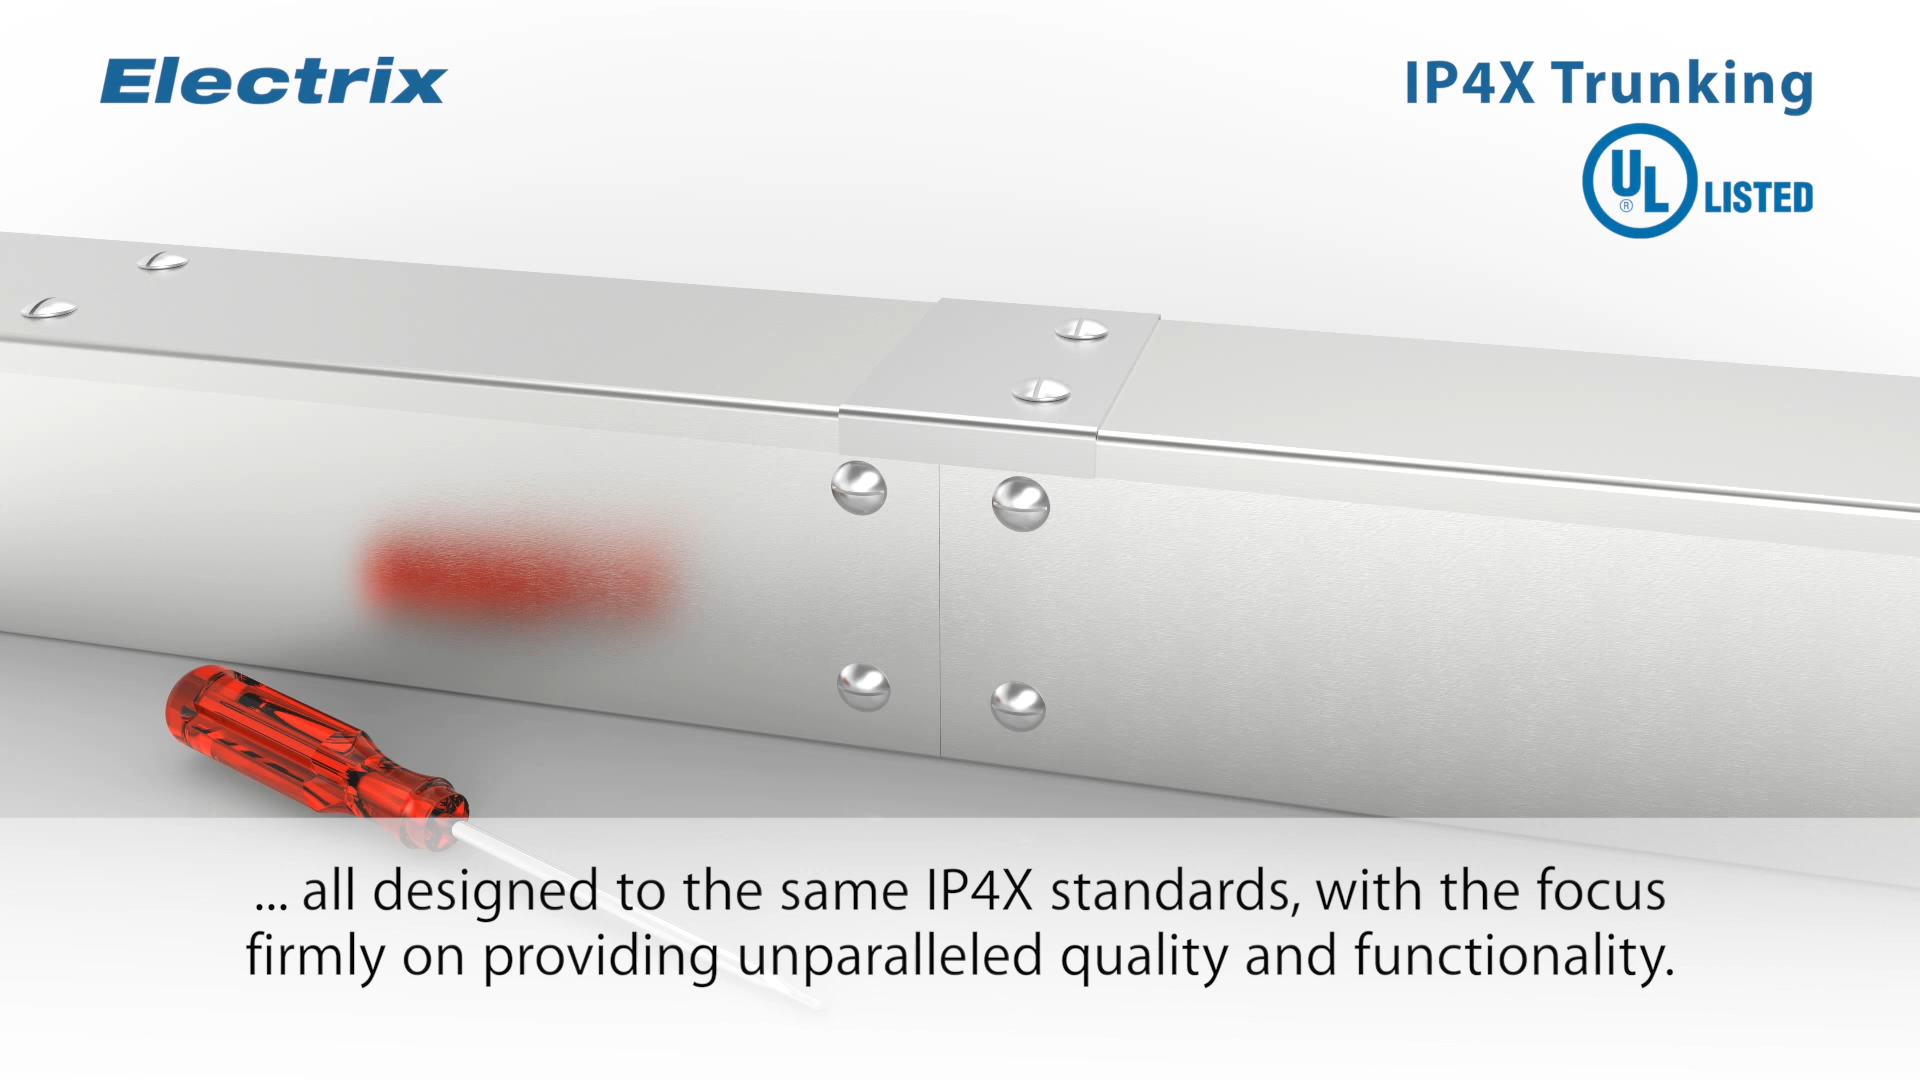 Electrix
IP4X Trunking
UL ® LISTED
... all designed to the same IP4X standards, with the focus
firmly on providing unparalleled quality and functionality.